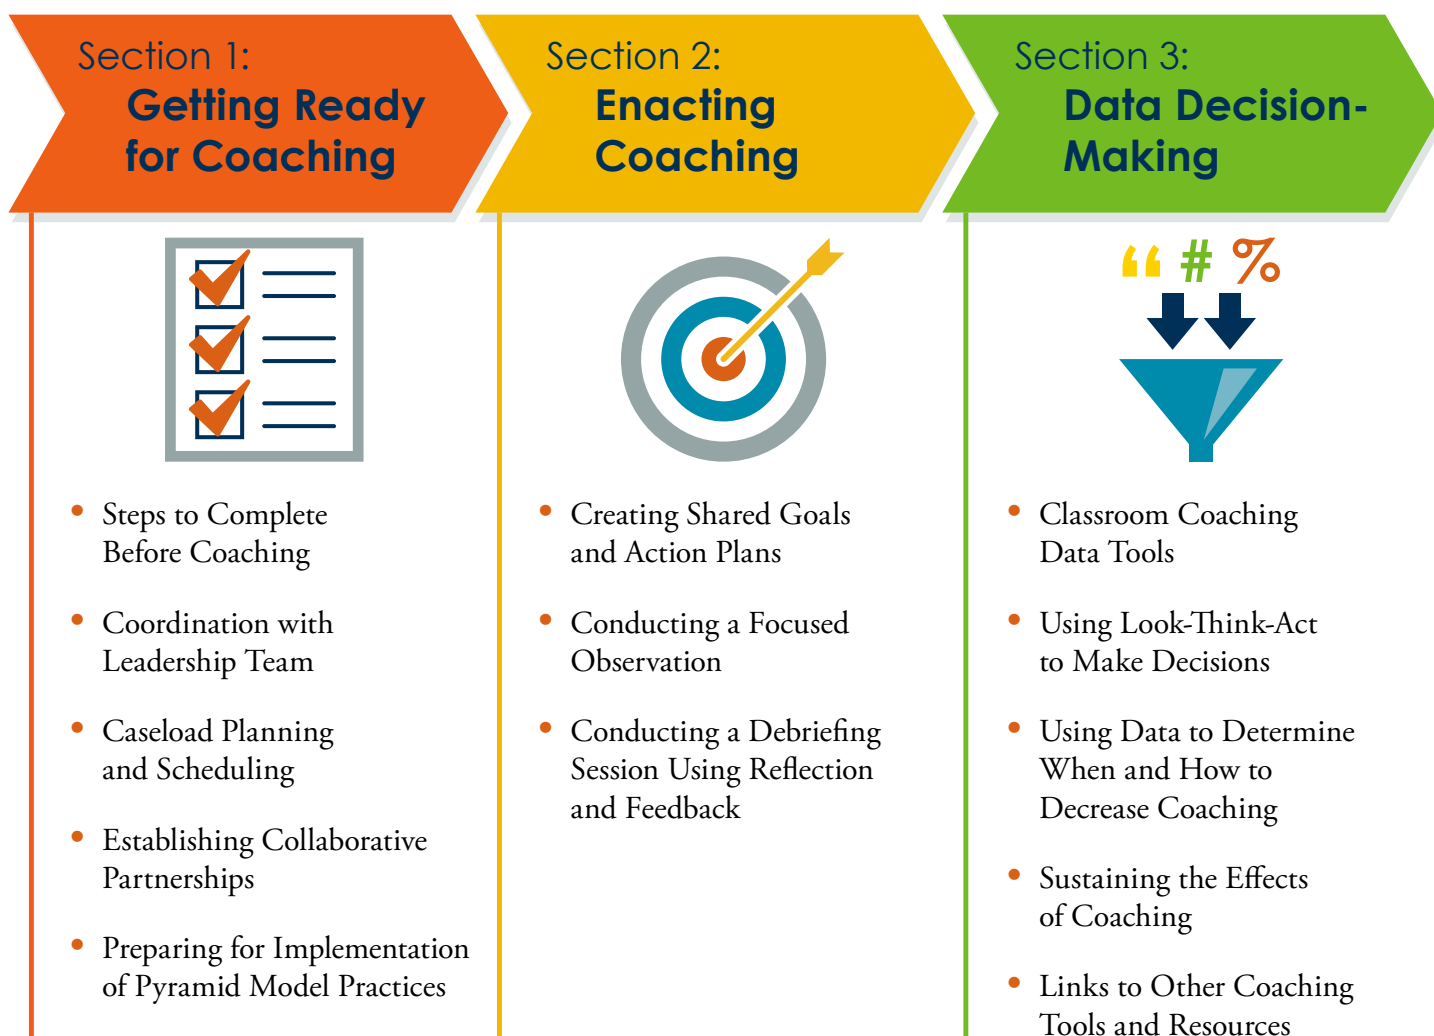 Section 1:
Getting Ready
for Coaching
• Steps to Complete
Before Coaching
• Coordination with
Leadership Team
• Caseload Planning
and Scheduling
• Establishing Collaborative
Partnerships
• Preparing for Implementation
of Pyramid Model Practices
Section 2:
Enacting
Coaching
• Creating Shared Goals
and Action Plans
• Conducting a Focused
Observation
• Conducting a Debriefing
Session Using Reflection
and Feedback
Section 3:
Data Decision-
Making
“ # %
• Classroom Coaching
Data Tools
• Using Look-Think-Act
to Make Decisions
• Using Data to Determine
When and How to
Decrease Coaching
• Sustaining the Effects
of Coaching
• Links to Other Coaching
Tools and Resources